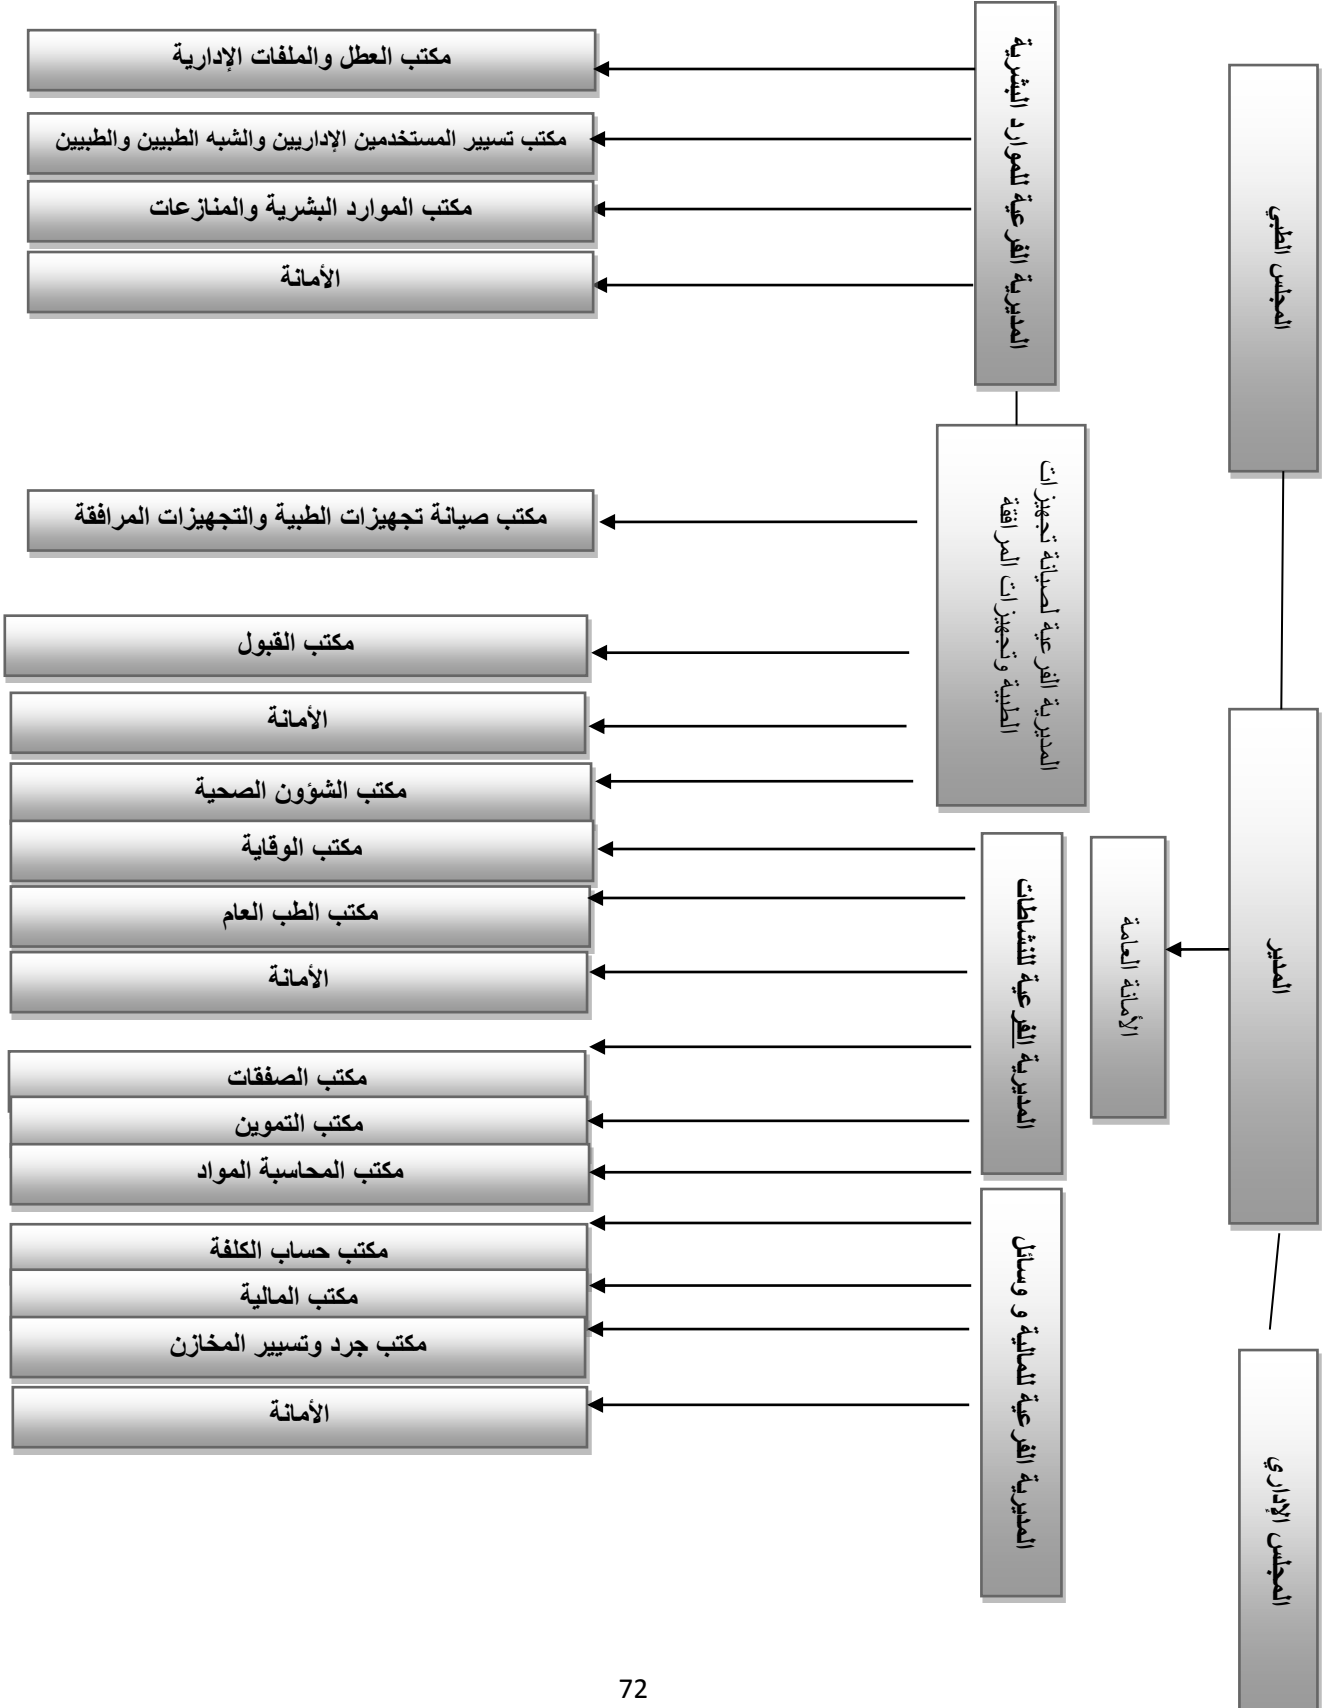 المجلس الطبي
المدير
المجلس الإداري
الأمانة العامة
المديرية الفرعية للموارد البشرية
مكتب العطل والملفات الإدارية
مكتب تسيير المستخدمين الإداريين والشبه الطبيين والطبيين
مكتب الموارد البشرية والمنازعات
الأمانة
المديرية الفرعية لصيانة تجهيزات
الطبية وتجهيزات المرافقة
مكتب صيانة تجهيزات الطبية والتجهيزات المرافقة
مكتب القبول
الأمانة
مكتب الشؤون الصحية
المديرية الفرعية للنشاطات
مكتب الوقاية
مكتب الطب العام
الأمانة
مكتب الصفقات
مكتب التموين
مكتب المحاسبة المواد
المديرية الفرعية للمالية و وسائل
مكتب حساب الكلفة
مكتب المالية
مكتب جرد وتسيير المخازن
الأمانة
72